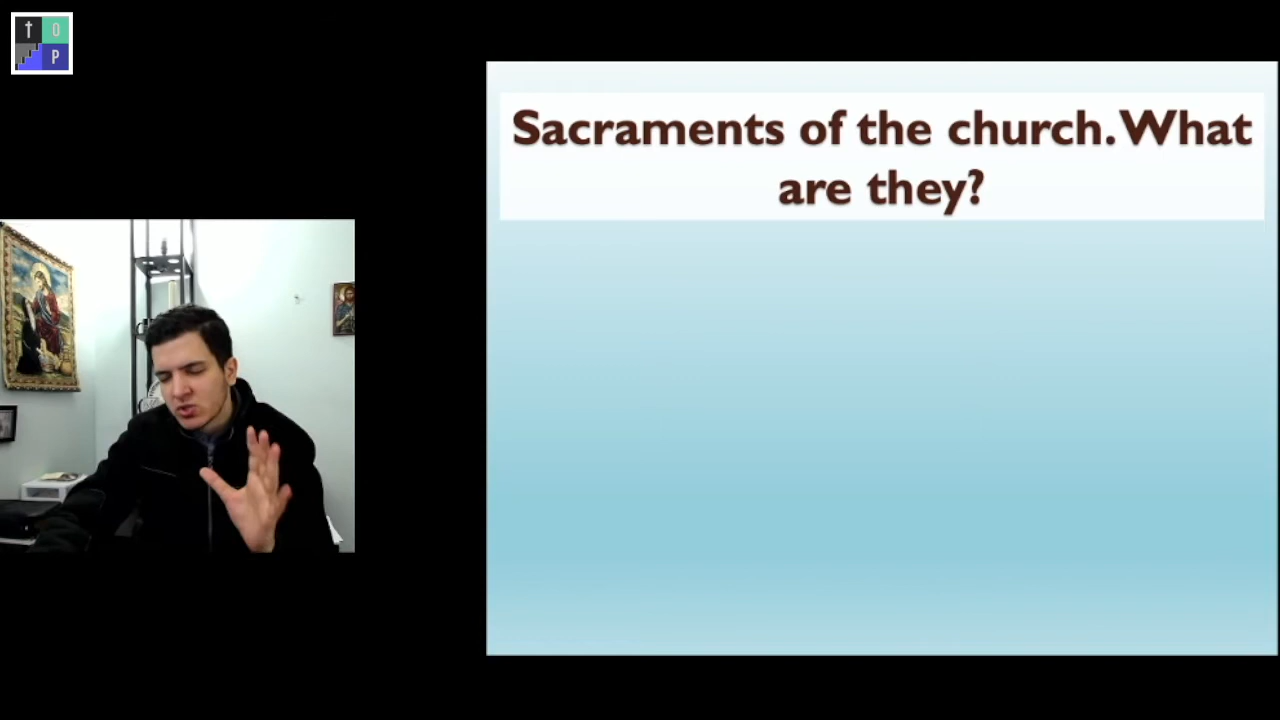 † O
P
Sacraments of the church. What
are they?